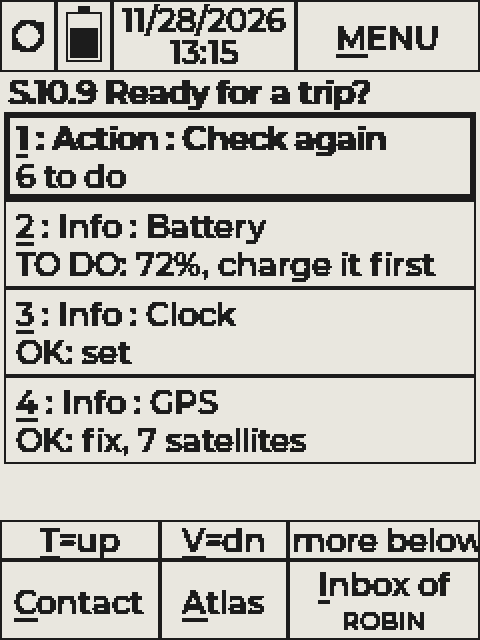 11/28/2026
13:15
MENU
S.10.9 Ready for a trip?
1 : Action : Check again
6 to do
2 : Info : Battery
TO DO: 72%, charge it first
3 : Info : Clock
OK: set
4 : Info : GPS
OK: fix, 7 satellites
T=up
V=dn
more below
Contact
Atlas
Inbox of
ROBIN